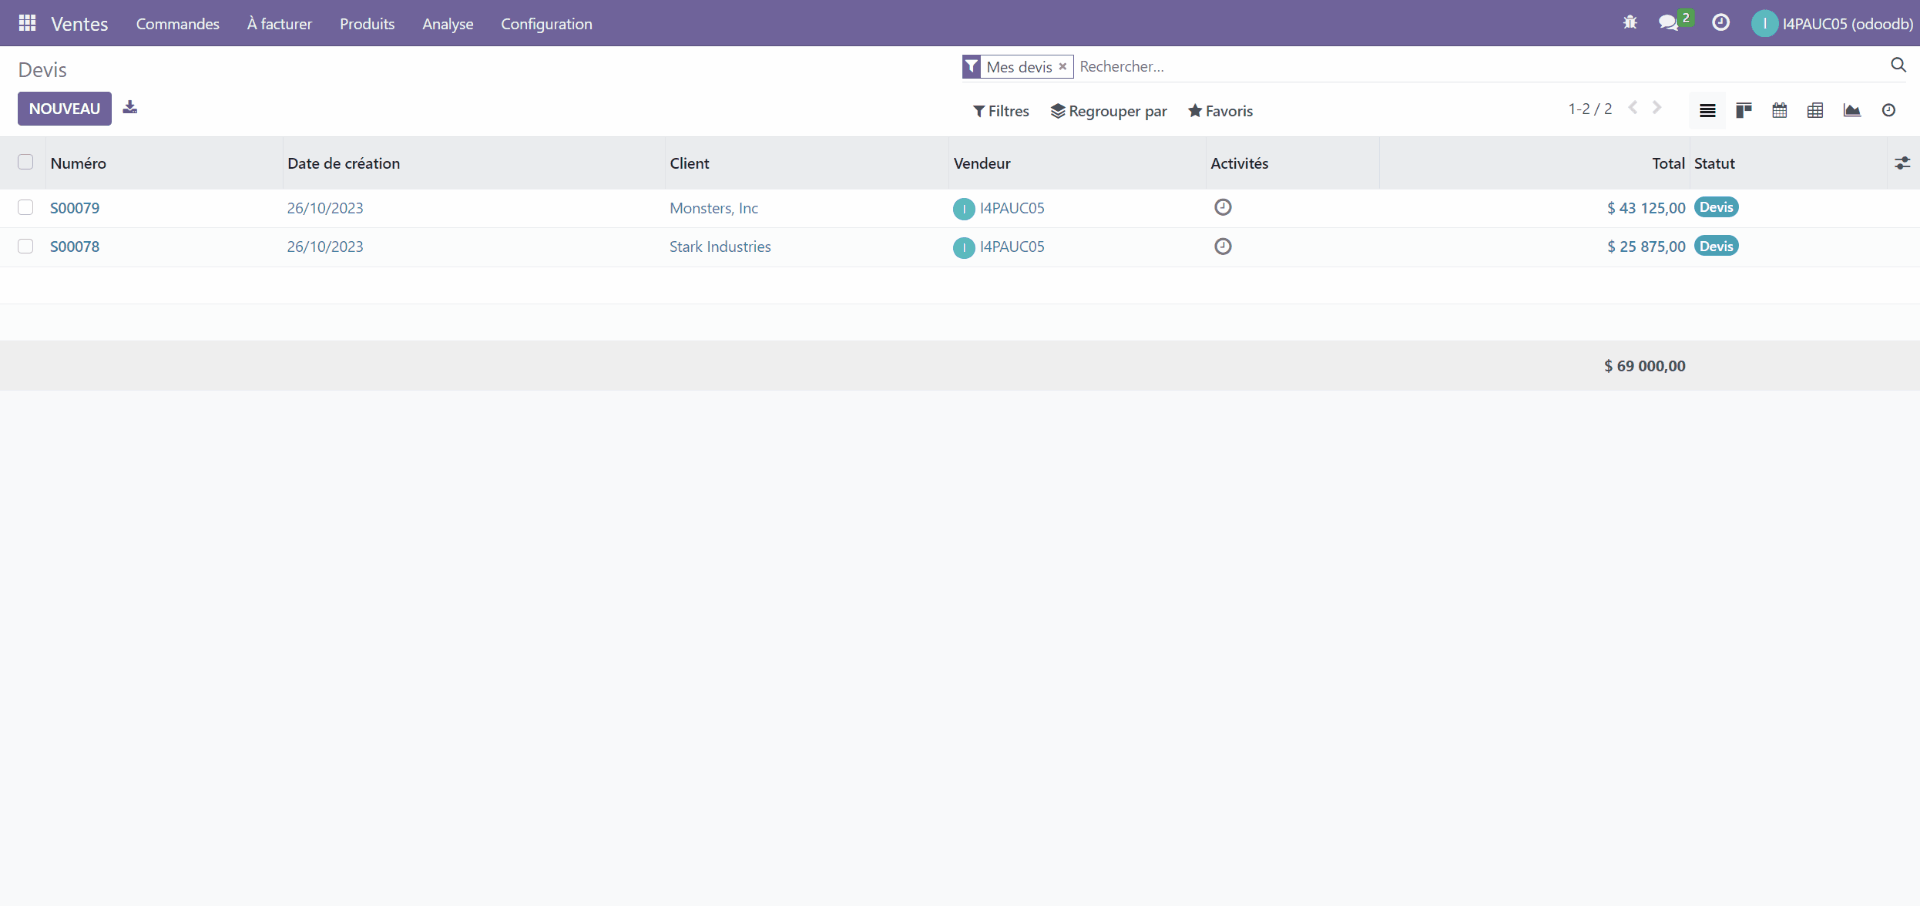 Ventes Commandes À facturer Produits Analyse Configuration 2 I I4PAUC05 (odoodb)
Devis Mes devis × Rechercher...
NOUVEAU Filtres Regrouper par Favoris 1-2 / 2
Numéro Date de création Client Vendeur Activités Total Statut
S00079 26/10/2023 Monsters, Inc I I4PAUC05 $ 43 125,00 Devis
S00078 26/10/2023 Stark Industries I I4PAUC05 $ 25 875,00 Devis
$ 69 000,00